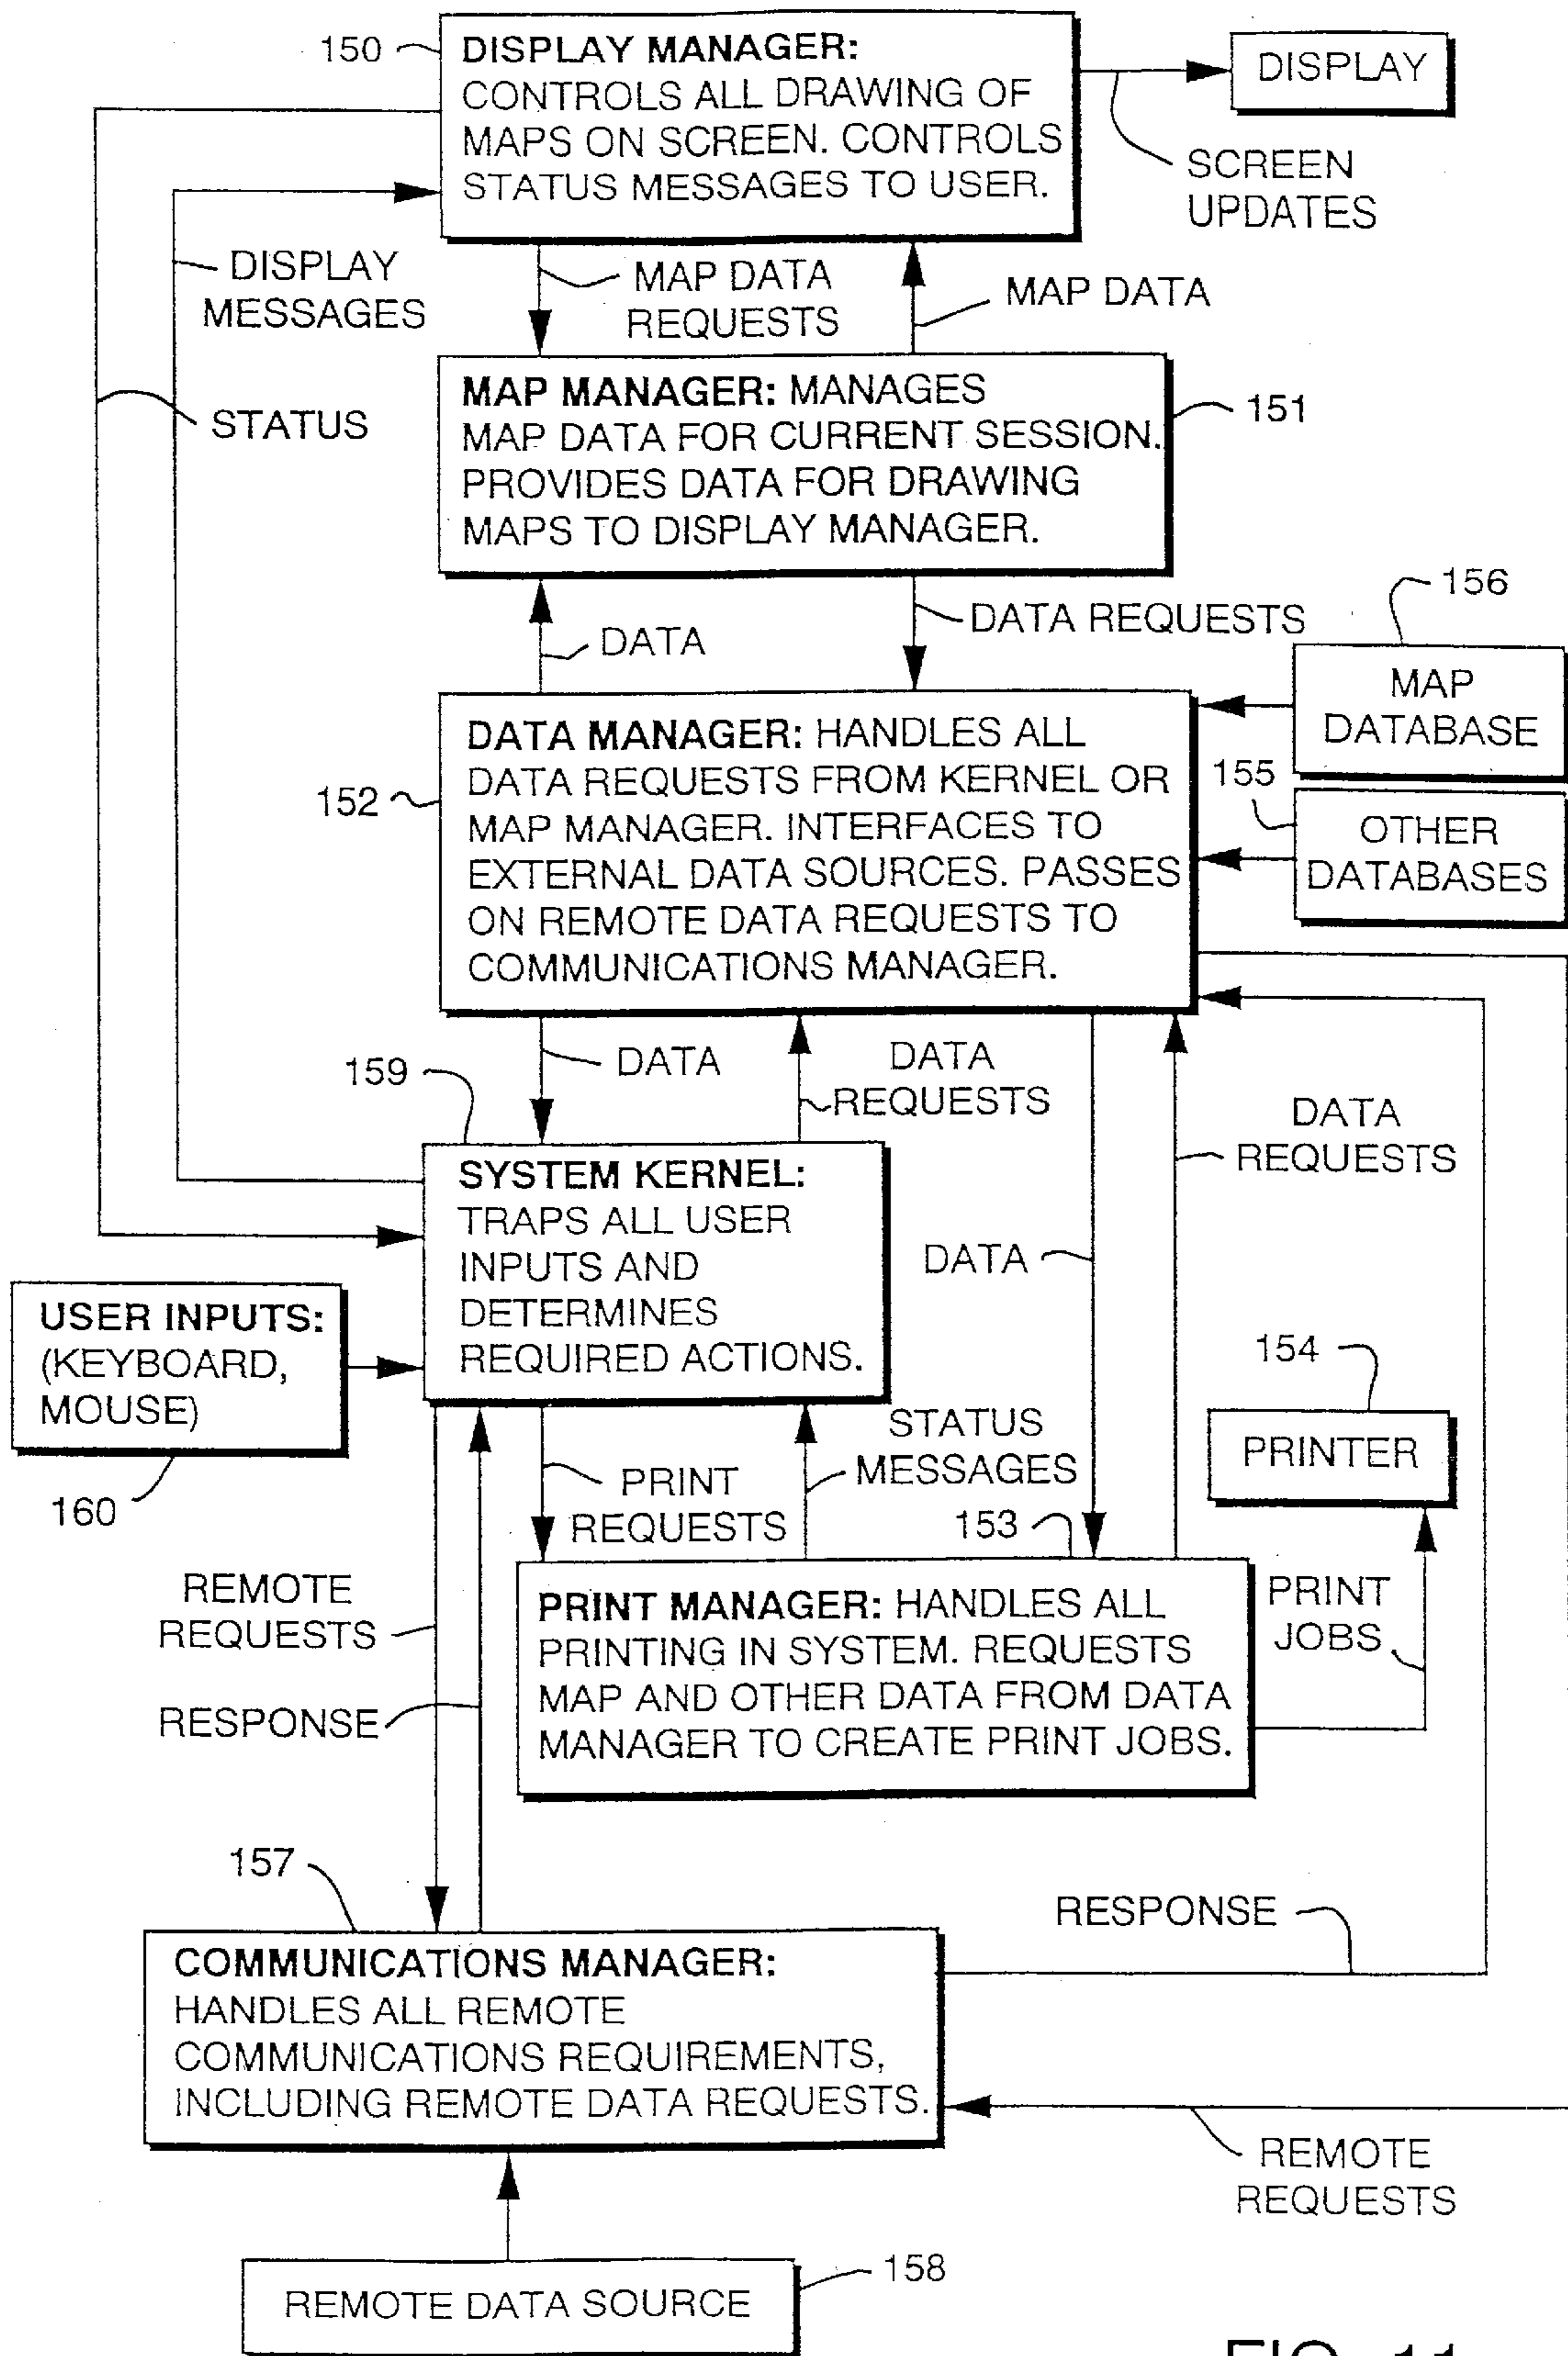 150
DISPLAY MANAGER:
CONTROLS ALL DRAWING OF
MAPS ON SCREEN. CONTROLS
STATUS MESSAGES TO USER.
DISPLAY
SCREEN
UPDATES
DISPLAY
MESSAGES
MAP DATA
REQUESTS
MAP DATA
STATUS
MAP MANAGER: MANAGES
MAP DATA FOR CURRENT SESSION.
PROVIDES DATA FOR DRAWING
MAPS TO DISPLAY MANAGER.
151
DATA
DATA REQUESTS
156
MAP
DATABASE
152
DATA MANAGER: HANDLES ALL
DATA REQUESTS FROM KERNEL OR
MAP MANAGER. INTERFACES TO
EXTERNAL DATA SOURCES. PASSES
ON REMOTE DATA REQUESTS TO
COMMUNICATIONS MANAGER.
155
OTHER
DATABASES
159
DATA
DATA
REQUESTS
DATA
REQUESTS
SYSTEM KERNEL:
TRAPS ALL USER
INPUTS AND
DETERMINES
REQUIRED ACTIONS.
DATA
USER INPUTS:
(KEYBOARD,
MOUSE)
160
154
PRINTER
PRINT
REQUESTS
STATUS
MESSAGES
153
REMOTE
REQUESTS
RESPONSE
PRINT MANAGER: HANDLES ALL
PRINTING IN SYSTEM. REQUESTS
MAP AND OTHER DATA FROM DATA
MANAGER TO CREATE PRINT JOBS.
PRINT
JOBS
157
RESPONSE
COMMUNICATIONS MANAGER:
HANDLES ALL REMOTE
COMMUNICATIONS REQUIREMENTS,
INCLUDING REMOTE DATA REQUESTS.
REMOTE
REQUESTS
158
REMOTE DATA SOURCE
FIG. 11